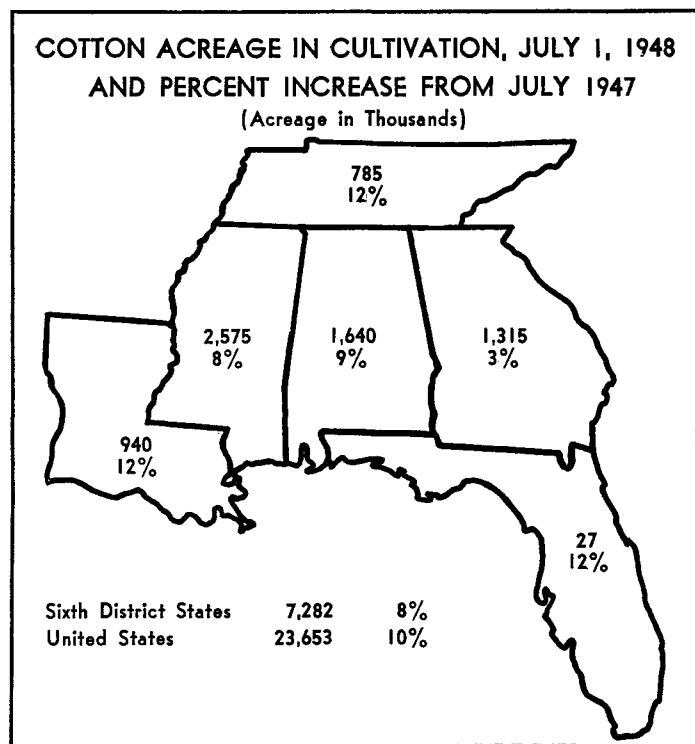 COTTON ACREAGE IN CULTIVATION, JULY 1, 1948
AND PERCENT INCREASE FROM JULY 1947
(Acreage in Thousands)
785
12%
2,575
8%
1,640
9%
1,315
3%
940
12%
27
12%
Sixth District States 7,282 8%
United States 23,653 10%